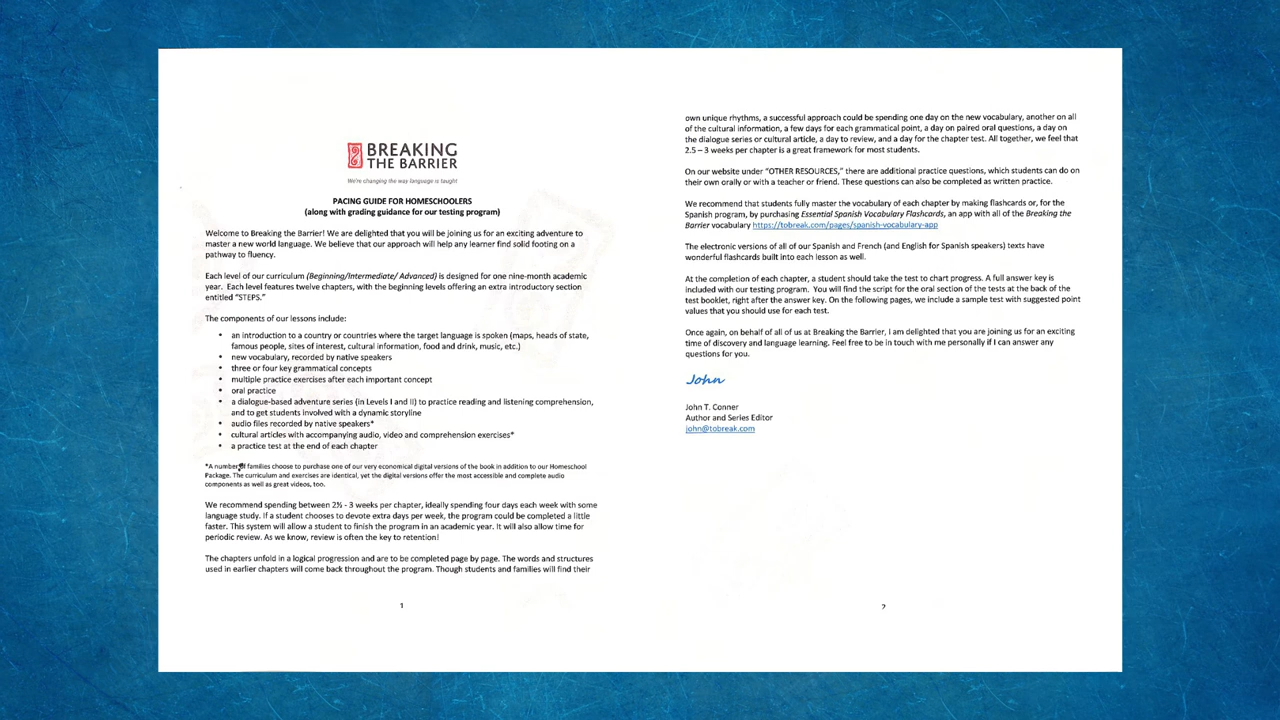 BREAKING
THE BARRIER
We're changing the way language is taught
PACING GUIDE FOR HOMESCHOOLERS
(along with grading guidance for our testing program)
Welcome to Breaking the Barrier! We are delighted that you will be joining us for an exciting adventure to
master a new world language. We believe that our approach will help any learner find solid footing on a
pathway to fluency.
Each level of our curriculum (Beginning/Intermediate/ Advanced) is designed for one nine-month academic
year. Each level features twelve chapters, with the beginning levels offering an extra introductory section
entitled "STEPS."
The components of our lessons include:
• an introduction to a country or countries where the target language is spoken (maps, heads of state,
famous people, sites of interest, cultural information, food and drink, music, etc.)
• new vocabulary, recorded by native speakers
• three or four key grammatical concepts
• multiple practice exercises after each important concept
• oral practice
• a dialogue-based adventure series (in Levels I and II) to practice reading and listening comprehension,
and to get students involved with a dynamic storyline
• audio files recorded by native speakers*
• cultural articles with accompanying audio, video and comprehension exercises*
• a practice test at the end of each chapter
*A number of families choose to purchase one of our very economical digital versions of the book in addition to our Homeschool
Package. The curriculum and exercises are identical, yet the digital versions offer the most accessible and complete audio
components as well as great videos, too.
We recommend spending between 2½ - 3 weeks per chapter, ideally spending four days each week with some
language study. If a student chooses to devote extra days per week, the program could be completed a little
faster. This system will allow a student to finish the program in an academic year. It will also allow time for
periodic review. As we know, review is often the key to retention!
The chapters unfold in a logical progression and are to be completed page by page. The words and structures
used in earlier chapters will come back throughout the program. Though students and families will find their
1
own unique rhythms, a successful approach could be spending one day on the new vocabulary, another on all
of the cultural information, a few days for each grammatical point, a day on paired oral questions, a day on
the dialogue series or cultural article, a day to review, and a day for the chapter test. All together, we feel that
2.5 – 3 weeks per chapter is a great framework for most students.
On our website under "OTHER RESOURCES," there are additional practice questions, which students can do on
their own orally or with a teacher or friend. These questions can also be completed as written practice.
We recommend that students fully master the vocabulary of each chapter by making flashcards or, for the
Spanish program, by purchasing Essential Spanish Vocabulary Flashcards, an app with all of the Breaking the
Barrier vocabulary https://tobreak.com/pages/spanish-vocabulary-app
The electronic versions of all of our Spanish and French (and English for Spanish speakers) texts have
wonderful flashcards built into each lesson as well.
At the completion of each chapter, a student should take the test to chart progress. A full answer key is
included with our testing program. You will find the script for the oral section of the tests at the back of the
test booklet, right after the answer key. On the following pages, we include a sample test with suggested point
values that you should use for each test.
Once again, on behalf of all of us at Breaking the Barrier, I am delighted that you are joining us for an exciting
time of discovery and language learning. Feel free to be in touch with me personally if I can answer any
questions for you.
John
John T. Conner
Author and Series Editor
john@tobreak.com
2